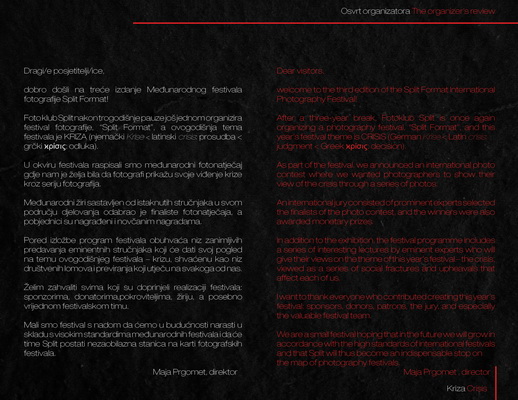 Osvrt organizatora The organizer's review
Dragi/e posjetitelji/ice,
dobro došli na treće izdanje Međunarodnog festivala
fotografije Split Format!
Foto klub Split nakon trogodišnje pauze još jednom organizira
festival fotografije, "Split Format", a ovogodišnja tema
festivala je KRIZA (njemački Krise < latinski crisis prosudba <
grčki κρίσις: odluka).
U okviru festivala raspisali smo međunarodni fotonatječaj
gdje nam je želja bila da fotografi prikažu svoje viđenje krize
kroz seriju fotografija.
Međunarodni žiri sastavljen od istaknutih stručnjaka u svom
području djelovanja odabrao je finaliste fotonatječaja, a
pobjednici su nagrađeni i novčanim nagradama.
Pored izložbe program festivala obuhvaća niz zanimljivih
predavanja eminentnih stručnjaka koji će dati svoj pogled
na temu ovogodišnjeg festivala – krizu, shvaćenu kao niz
društvenih lomova i previranja koji utječu na svakoga od nas.
Želim zahvaliti svima koji su doprinjeli realizaciji festivala:
sponzorima, donatorima, pokroviteljima, žiriju, a posebno
vrijednom festivalskom timu.
Mali smo festival s nadom da ćemo u budućnosti narasti u
skladu s visokim standardima međunarodnih festivala i da će
time Split postati nezaobilazna stanica na karti fotografskih
festivala.
Maja Prgomet, direktor
Dear visitors,
welcome to the third edition of the Split Format International
Photography Festival!
After a three-year break, Fotoklub Split is once again
organizing a photography festival, "Split Format", and this
year's festival theme is CRISIS (German Krise < Latin crisis
judgment < Greek κρίσις: decision).
As part of the festival, we announced an international photo
contest where we wanted photographers to show their
view of the crisis through a series of photos.
An international jury consisted of prominent experts selected
the finalists of the photo contest, and the winners were also
awarded monetary prizes.
In addition to the exhibition, the festival programme includes
a series of interesting lectures by eminent experts who will
give their views on the theme of this year's festival - the crisis,
viewed as a series of social fractures and upheavals that
affect each of us.
I want to thank everyone who contributed creating this year's
festival: sponsors, donors, patrons, the jury, and especially
the valuable festival team.
We are a small festival hoping that in the future we will grow in
accordance with the high standards of international festivals
and that Split will thus become an indispensable stop on
the map of photography festivals.
Maja Prgomet, director
Kriza Crisis